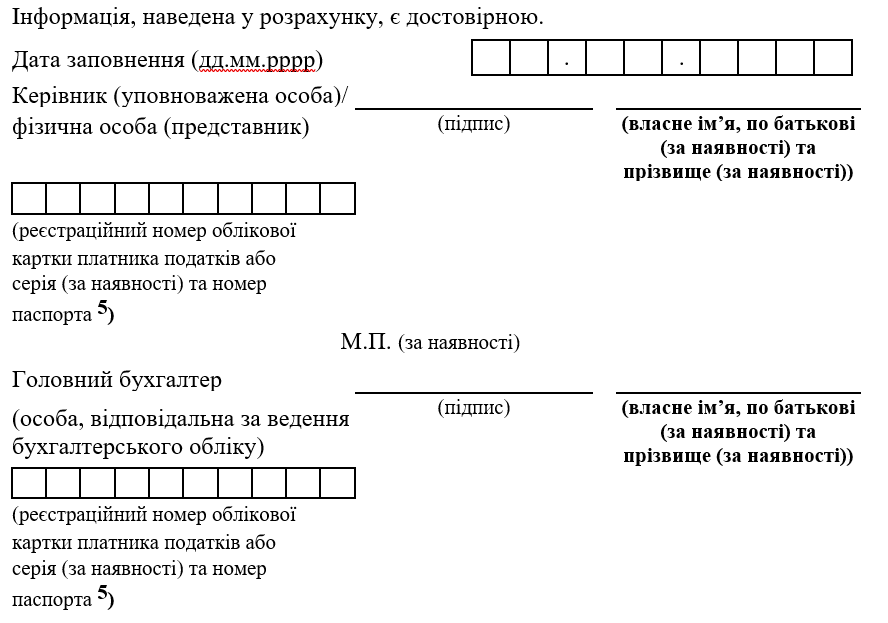 Інформація, наведена у розрахунку, є достовірною.
Дата заповнення (дд.мм.рррр)
. .
Керівник (уповноважена особа)/
фізична особа (представник)
(підпис)
(власне ім’я, по батькові
(за наявності) та
прізвище (за наявності))
(реєстраційний номер облікової
картки платника податків або
серія (за наявності) та номер
паспорта 5)
М.П. (за наявності)
Головний бухгалтер
(особа, відповідальна за ведення
бухгалтерського обліку)
(підпис)
(власне ім’я, по батькові
(за наявності) та
прізвище (за наявності))
(реєстраційний номер облікової
картки платника податків або
серія (за наявності) та номер
паспорта 5)